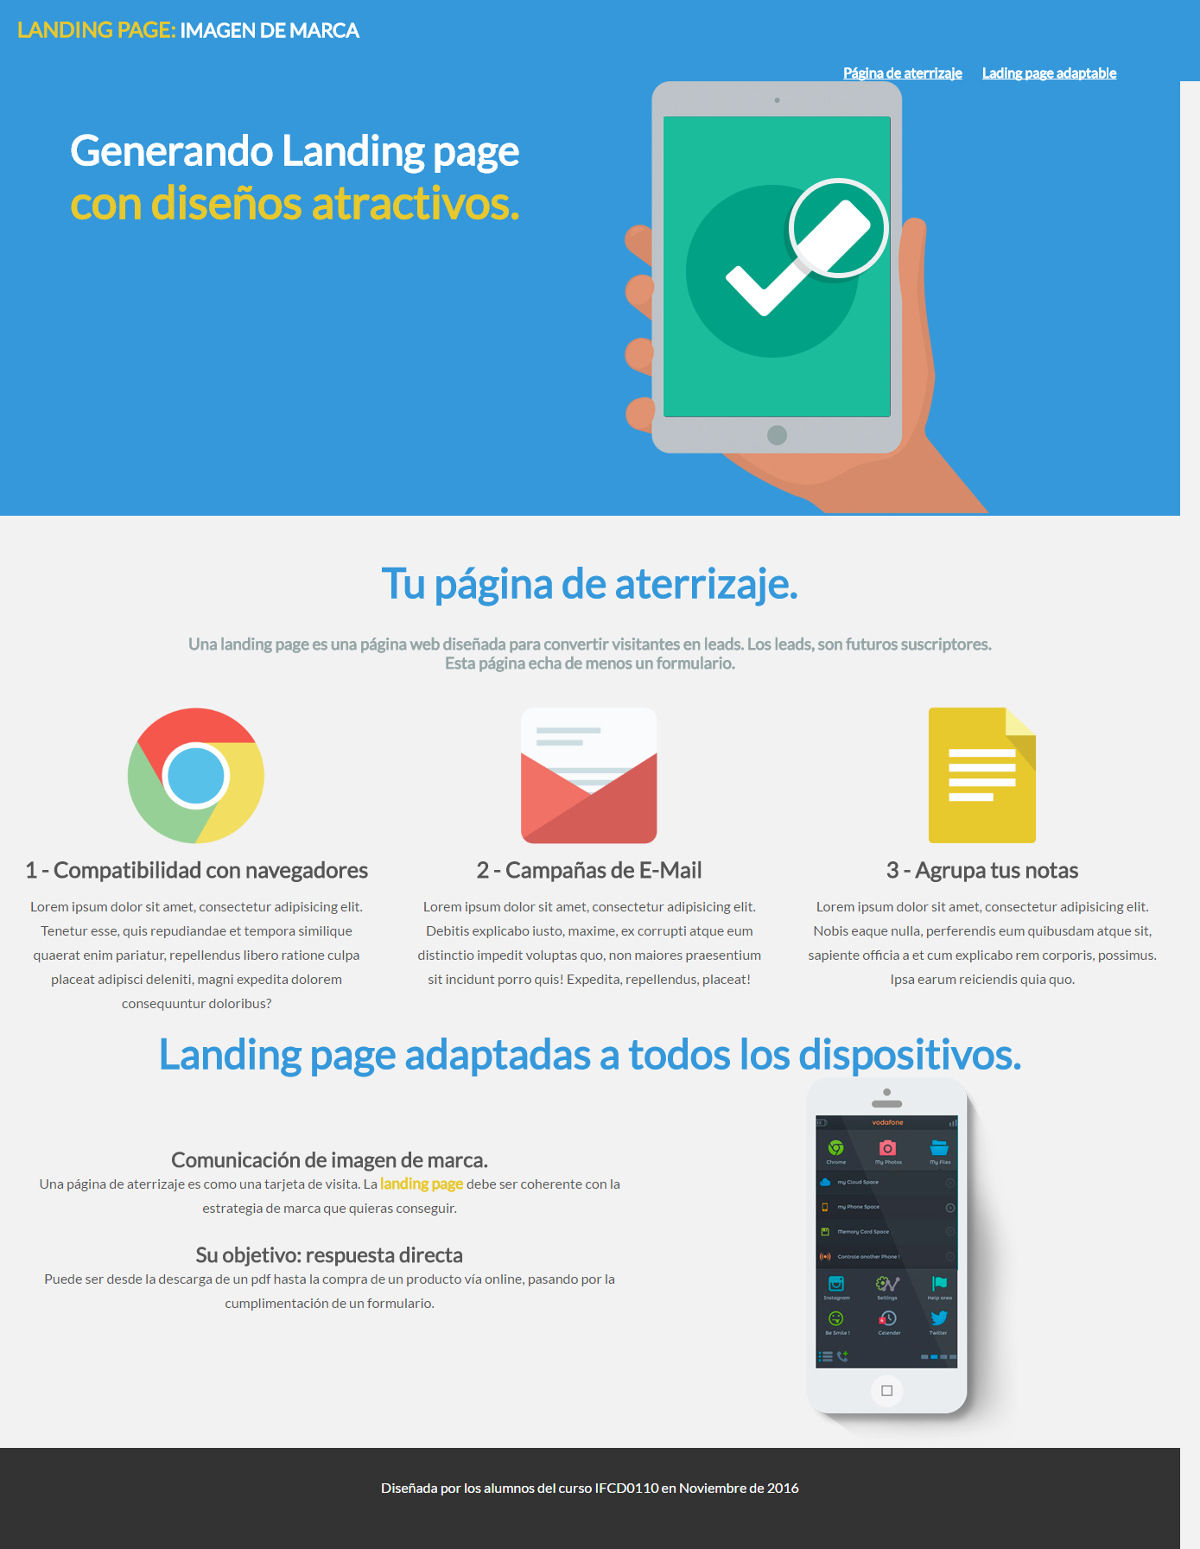 LANDING PAGE: IMAGEN DE MARCA
Página de aterrizaje Lading page adaptable
Generando Landing page
con diseños atractivos.
Tu página de aterrizaje.
Una landing page es una página web diseñada para convertir visitantes en leads. Los leads, son futuros suscriptores.
Esta página echa de menos un formulario.
1 - Compatibilidad con navegadores
Lorem ipsum dolor sit amet, consectetur adipisicing elit.
Tenetur esse, quis repudiandae et tempora similique
quaerat enim pariatur, repellendus libero ratione culpa
placeat adipisci deleniti, magni expedita dolorem
consequuntur doloribus?
2 - Campañas de E-Mail
Lorem ipsum dolor sit amet, consectetur adipisicing elit.
Debitis explicabo iusto, maxime, ex corrupti atque eum
distinctio impedit voluptas quo, non maiores praesentium
sit incidunt porro quis! Expedita, repellendus, placeat!
3 - Agrupa tus notas
Lorem ipsum dolor sit amet, consectetur adipisicing elit.
Nobis eaque nulla, perferendis eum quibusdam atque sit,
sapiente officia a et cum explicabo rem corporis, possimus.
Ipsa earum reiciendis quia quo.
Landing page adaptadas a todos los dispositivos.
Comunicación de imagen de marca.
Una página de aterrizaje es como una tarjeta de visita. La landing page debe ser coherente con la
estrategia de marca que quieras conseguir.
Su objetivo: respuesta directa
Puede ser desde la descarga de un pdf hasta la compra de un producto vía online, pasando por la
cumplimentación de un formulario.
vodafone
Chrome My Photos My Files
my Cloud Space
my Phone Space
Memory Card Space
Controle another Phone !
Instagram Settings Help area
Be Smile ! Calendar Twitter
Diseñada por los alumnos del curso IFCD0110 en Noviembre de 2016